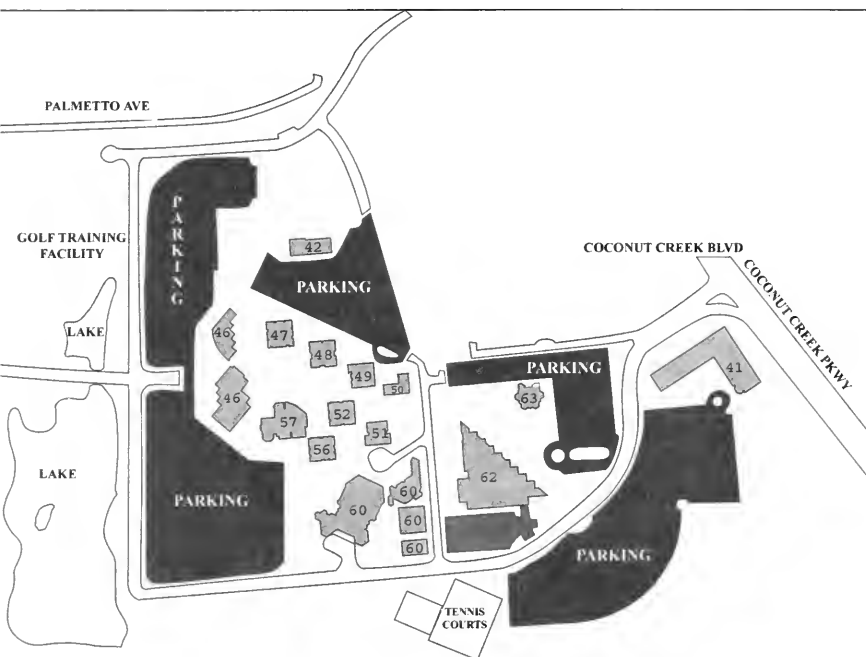 PALMETTO AVE
PARKING
GOLF TRAINING
FACILITY
42
COCONUT CREEK BLVD
COCONUT CREEK PKWY
PARKING
LAKE
46
47
48
49
50
PARKING
41
63
46
57
52
51
56
LAKE
PARKING
60
60
60
60
62
PARKING
TENNIS
COURTS